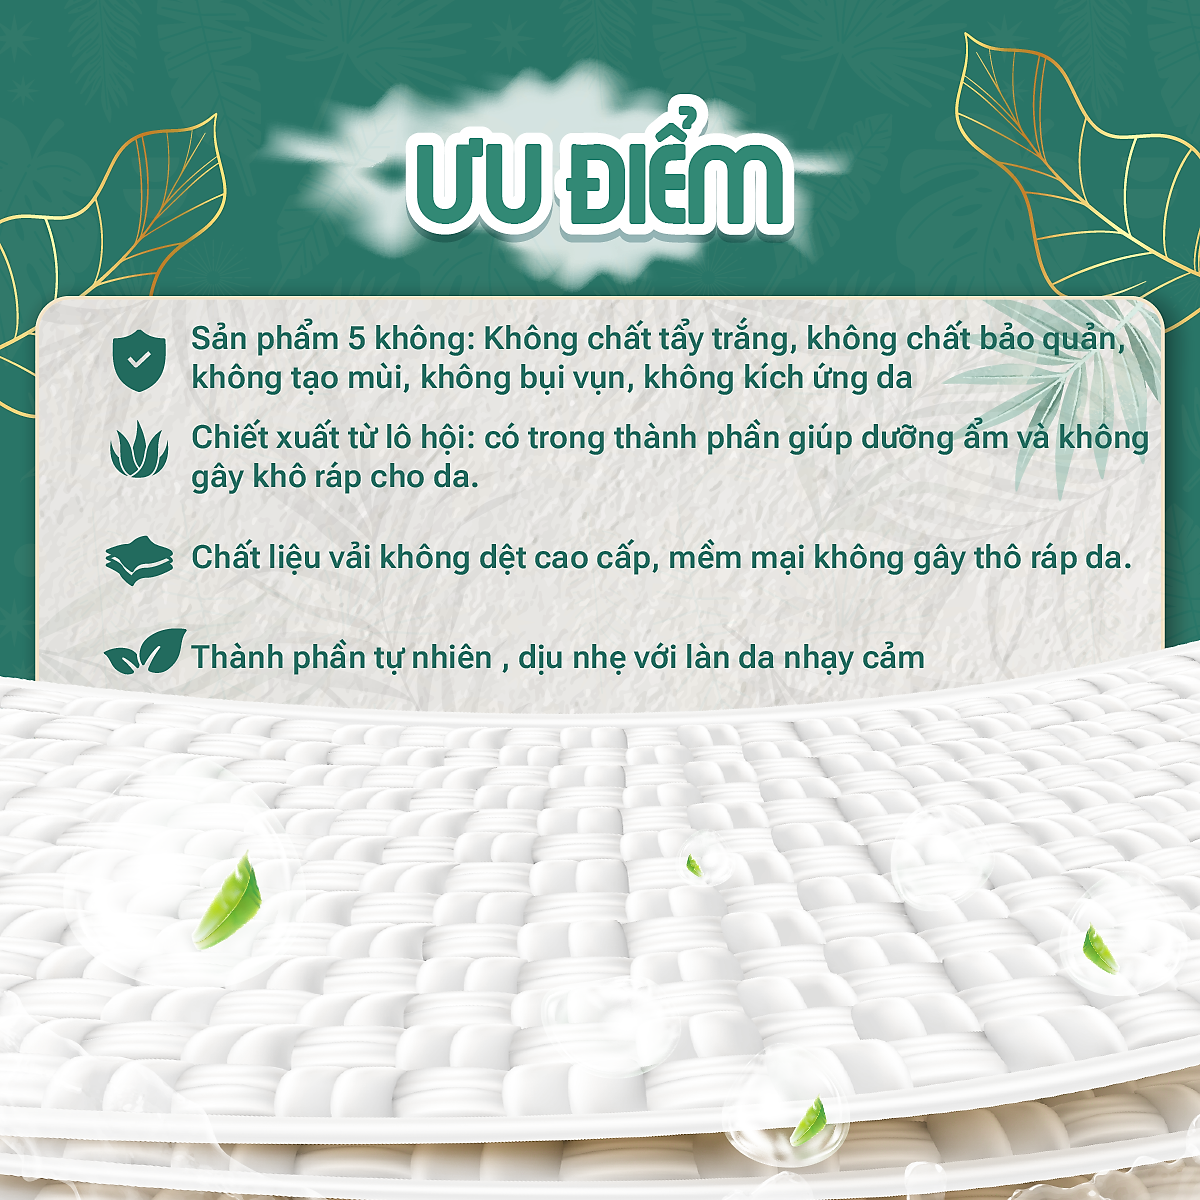 ƯU ĐIỂM
Sản phẩm 5 không: Không chất tẩy trắng, không chất bảo quản,
không tạo mùi, không bụi vụn, không kích ứng da
Chiết xuất từ lô hội: có trong thành phần giúp dưỡng ẩm và không
gây khô ráp cho da.
Chất liệu vải không dệt cao cấp, mềm mại không gây thô ráp da.
Thành phần tự nhiên , dịu nhẹ với làn da nhạy cảm